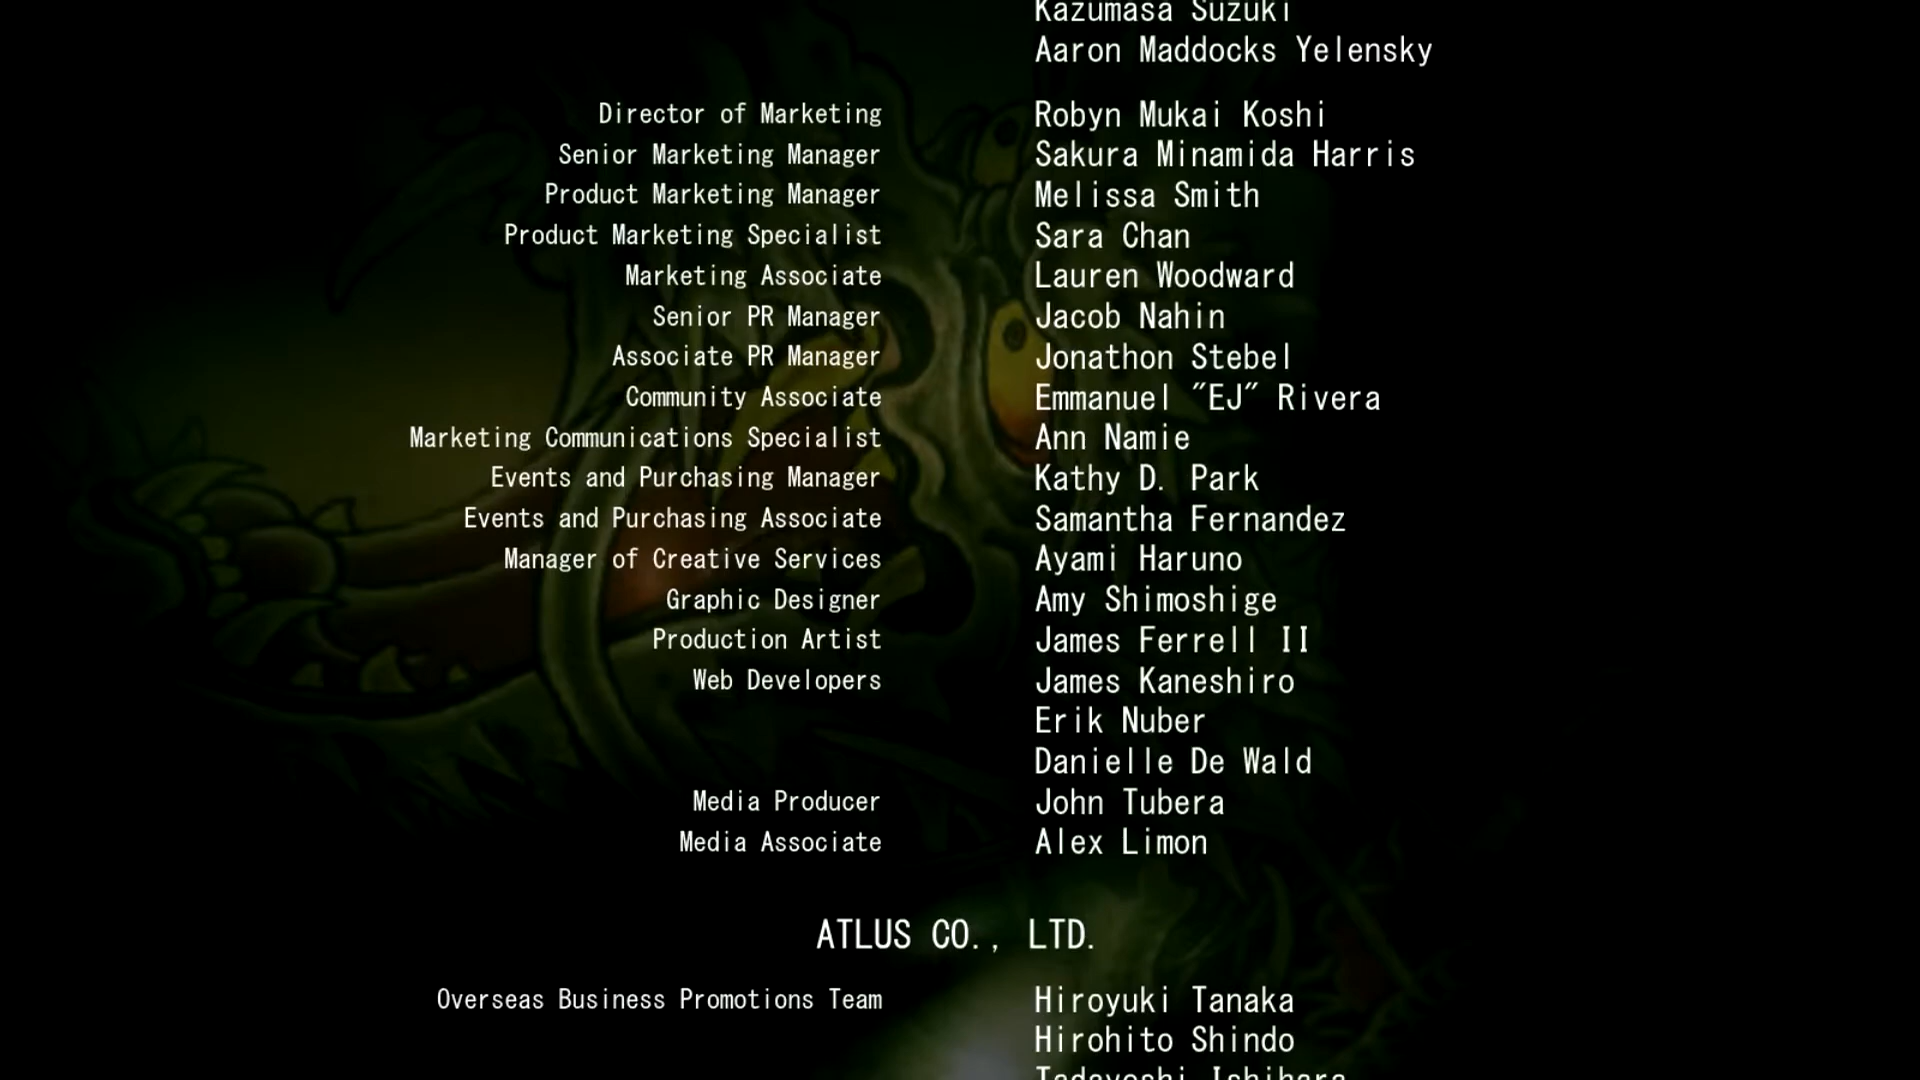 Kazumasa Suzuki
Aaron Maddocks Yelensky
Director of Marketing Robyn Mukai Koshi
Senior Marketing Manager Sakura Minamida Harris
Product Marketing Manager Melissa Smith
Product Marketing Specialist Sara Chan
Marketing Associate Lauren Woodward
Senior PR Manager Jacob Nahin
Associate PR Manager Jonathon Stebel
Community Associate Emmanuel "EJ" Rivera
Marketing Communications Specialist Ann Namie
Events and Purchasing Manager Kathy D. Park
Events and Purchasing Associate Samantha Fernandez
Manager of Creative Services Ayami Haruno
Graphic Designer Amy Shimoshige
Production Artist James Ferrell II
Web Developers James Kaneshiro
Erik Nuber
Danielle De Wald
Media Producer John Tubera
Media Associate Alex Limon
ATLUS CO., LTD.
Overseas Business Promotions Team Hiroyuki Tanaka
Hirohito Shindo
Tadayoshi Ishihara